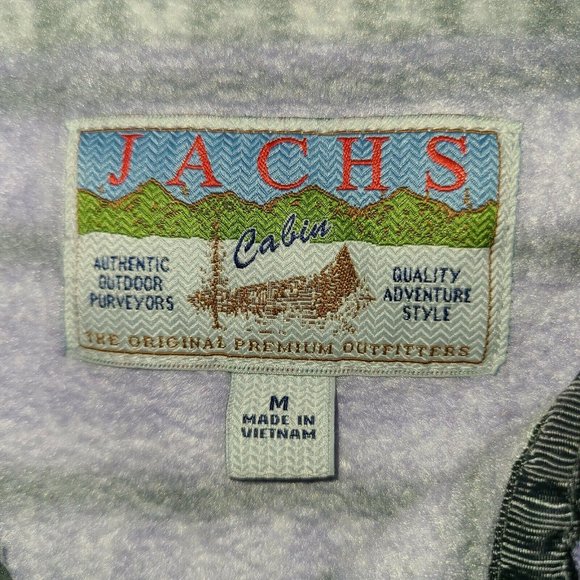 JACHS
Cabin
AUTHENTIC
OUTDOOR
PURVEYORS
QUALITY
ADVENTURE
STYLE
THE ORIGINAL PREMIUM OUTFITTERS
M
MADE IN
VIETNAM